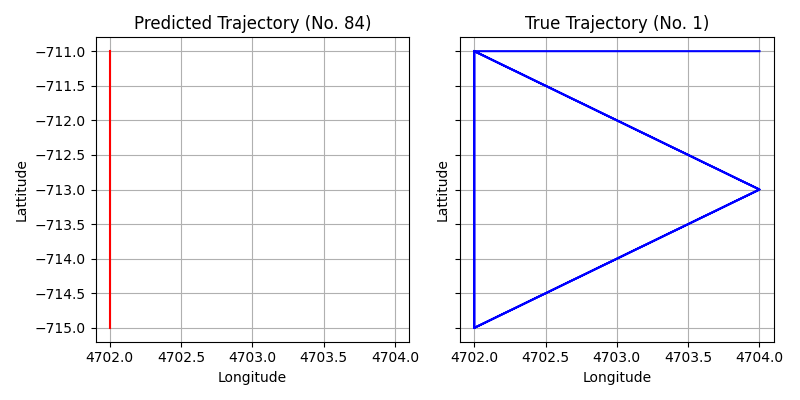 Predicted Trajectory (No. 84)
True Trajectory (No. 1)
−711.0
−711.5
−712.0
−712.5
−713.0
−713.5
−714.0
−714.5
−715.0
Lattitude
Lattitude
4702.0 4702.5 4703.0 4703.5 4704.0
4702.0 4702.5 4703.0 4703.5 4704.0
Longitude
Longitude